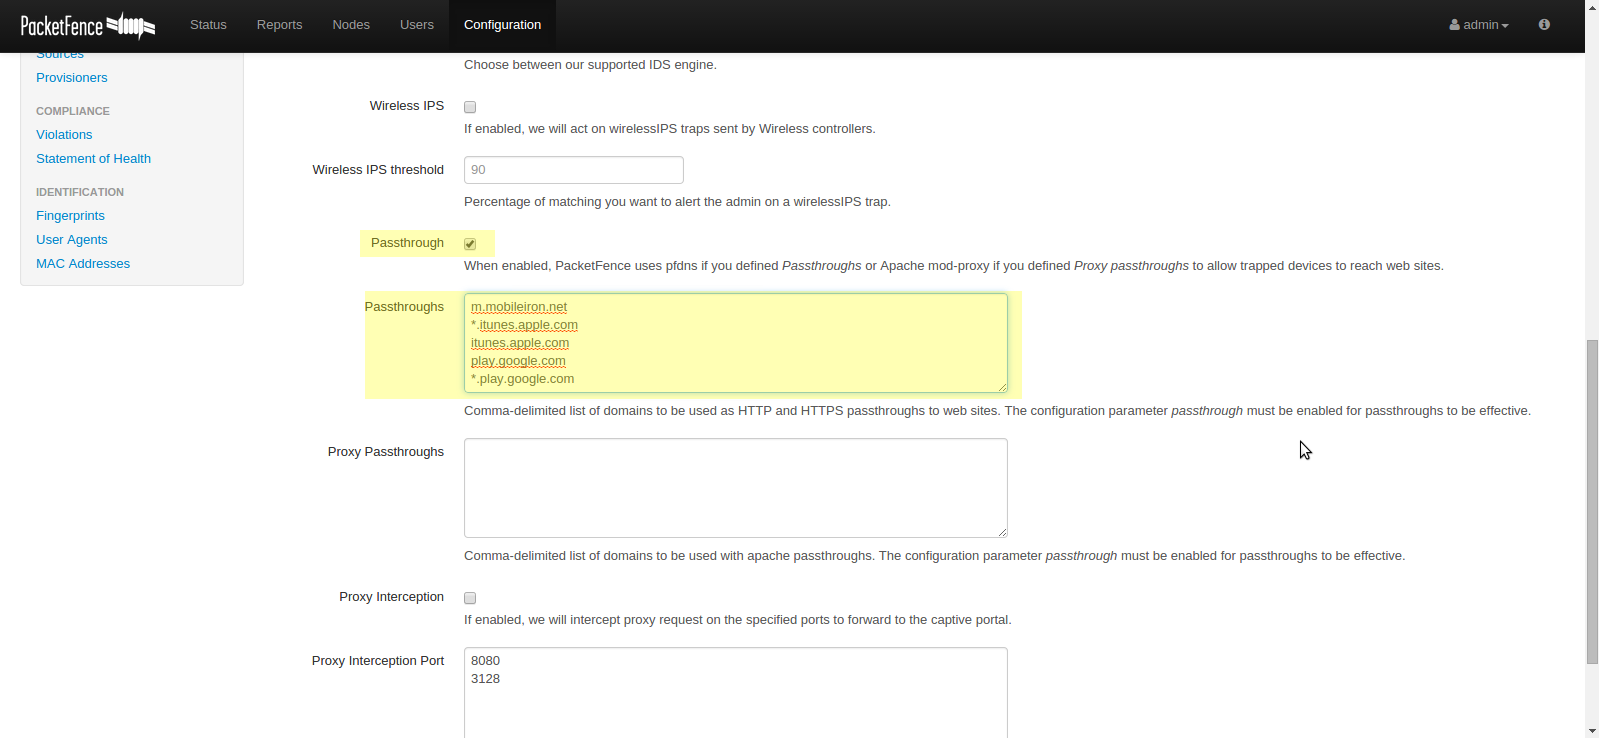 PacketFence
Status Reports Nodes Users Configuration admin
Sources
Provisioners
COMPLIANCE
Violations
Statement of Health
IDENTIFICATION
Fingerprints
User Agents
MAC Addresses
Choose between our supported IDS engine.
Wireless IPS
If enabled, we will act on wirelessIPS traps sent by Wireless controllers.
Wireless IPS threshold 90
Percentage of matching you want to alert the admin on a wirelessIPS trap.
Passthrough
When enabled, PacketFence uses pfdns if you defined Passthroughs or Apache mod-proxy if you defined Proxy passthroughs to allow trapped devices to reach web sites.
Passthroughs m.mobileiron.net
*.itunes.apple.com
itunes.apple.com
play.google.com
*.play.google.com
Comma-delimited list of domains to be used as HTTP and HTTPS passthroughs to web sites. The configuration parameter passthrough must be enabled for passthroughs to be effective.
Proxy Passthroughs
Comma-delimited list of domains to be used with apache passthroughs. The configuration parameter passthrough must be enabled for passthroughs to be effective.
Proxy Interception
If enabled, we will intercept proxy request on the specified ports to forward to the captive portal.
Proxy Interception Port 8080
3128